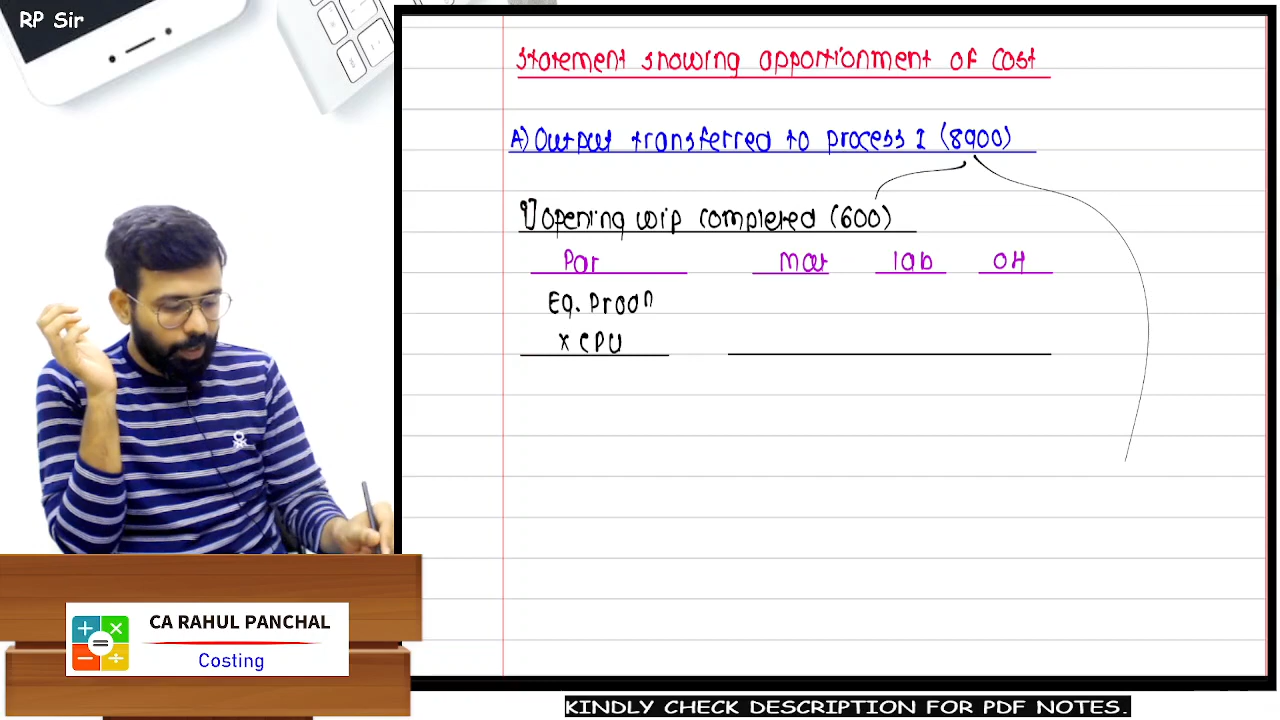 RP Sir
Statement showing apportionment of cost
A) Output transferred to process I (8900)
1) Opening wip completed (600)
Par Mat lab OH
Eq. Prodn
x CPU
CA RAHUL PANCHAL
Costing
KINDLY CHECK DESCRIPTION FOR PDF NOTES.